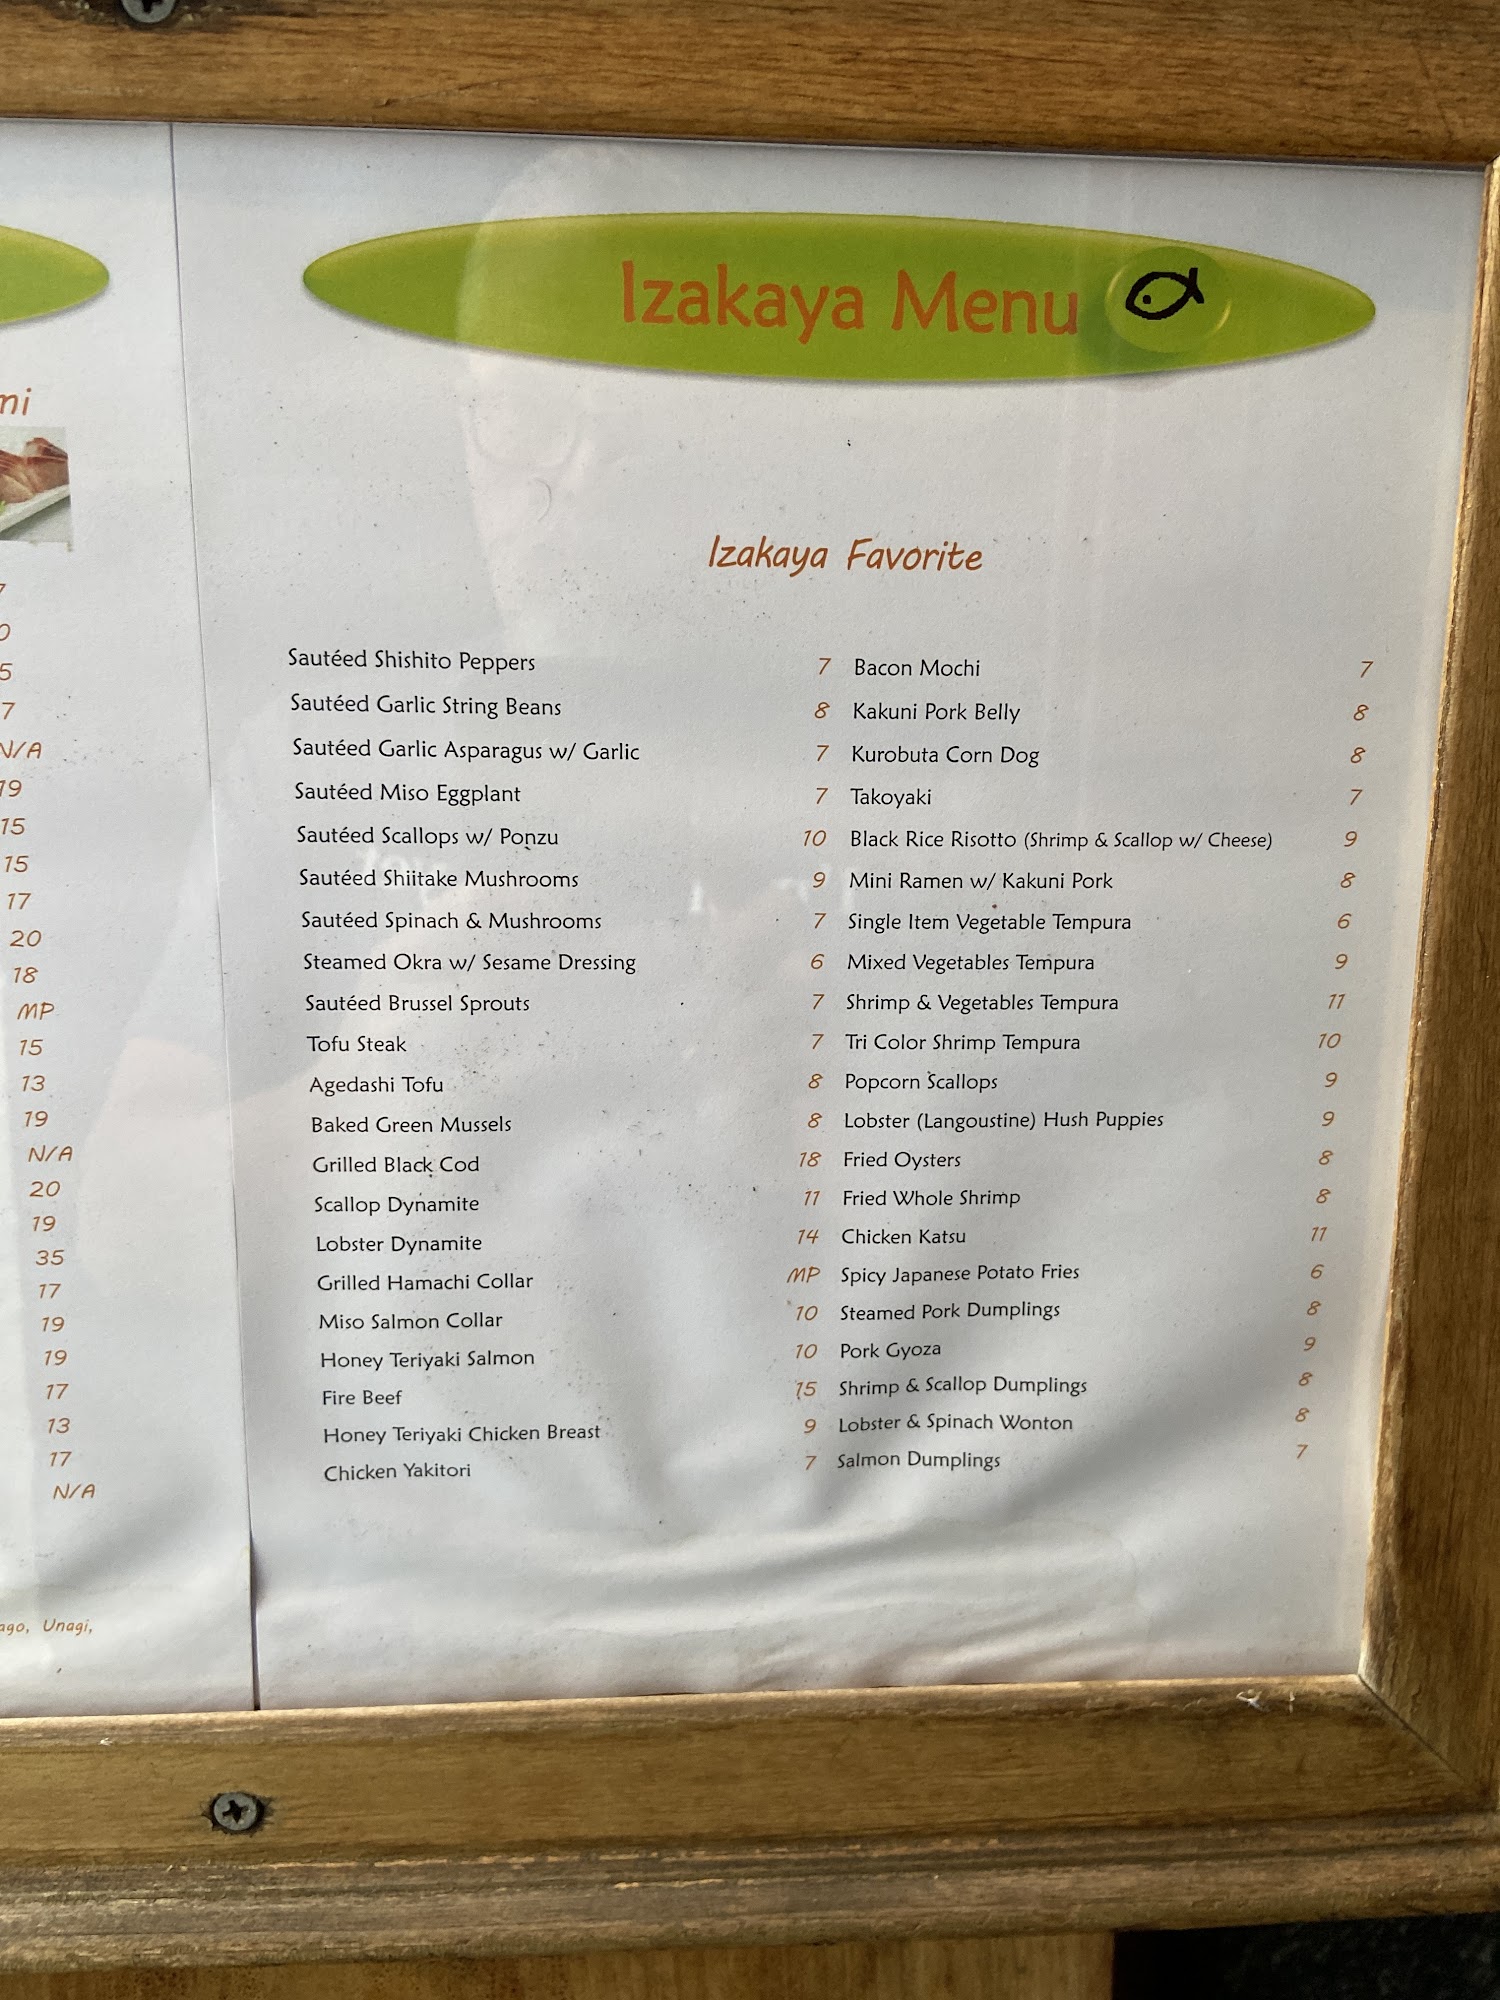 N/A
19
15
15
17
20
18
MP
15
13
19
N/A
20
19
35
17
19
19
17
13
17
N/A
Unagi,
Izakaya Menu
Izakaya Favorite
Sautéed Shishito Peppers 7
Sautéed Garlic String Beans 8
Sautéed Garlic Asparagus w/ Garlic 7
Sautéed Miso Eggplant 7
Sautéed Scallops w/ Ponzu 10
Sautéed Shiitake Mushrooms 9
Sautéed Spinach & Mushrooms 7
Steamed Okra w/ Sesame Dressing 6
Sautéed Brussel Sprouts 7
Tofu Steak 7
Agedashi Tofu 8
Baked Green Mussels 8
Grilled Black Cod 18
Scallop Dynamite 11
Lobster Dynamite 14
Grilled Hamachi Collar MP
Miso Salmon Collar 10
Honey Teriyaki Salmon 10
Fire Beef 15
Honey Teriyaki Chicken Breast 9
Chicken Yakitori 7
Bacon Mochi 7
Kakuni Pork Belly 8
Kurobuta Corn Dog 8
Takoyaki 7
Black Rice Risotto (Shrimp & Scallop w/ Cheese) 9
Mini Ramen w/ Kakuni Pork 8
Single Item Vegetable Tempura 6
Mixed Vegetables Tempura 9
Shrimp & Vegetables Tempura 11
Tri Color Shrimp Tempura 10
Popcorn Scallops 9
Lobster (Langoustine) Hush Puppies 9
Fried Oysters 8
Fried Whole Shrimp 8
Chicken Katsu 11
Spicy Japanese Potato Fries 6
Steamed Pork Dumplings 8
Pork Gyoza 9
Shrimp & Scallop Dumplings 8
Lobster & Spinach Wonton 8
Salmon Dumplings 7